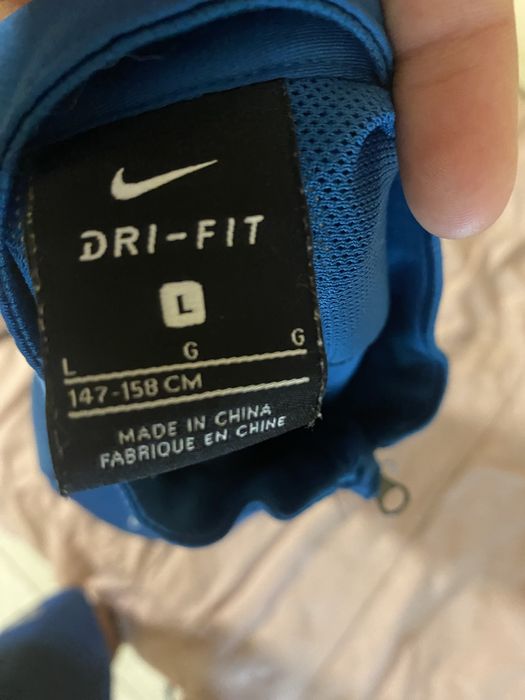 DRI-FIT
L
L G G
147-158 CM
MADE IN CHINA
FABRIQUE EN CHINE